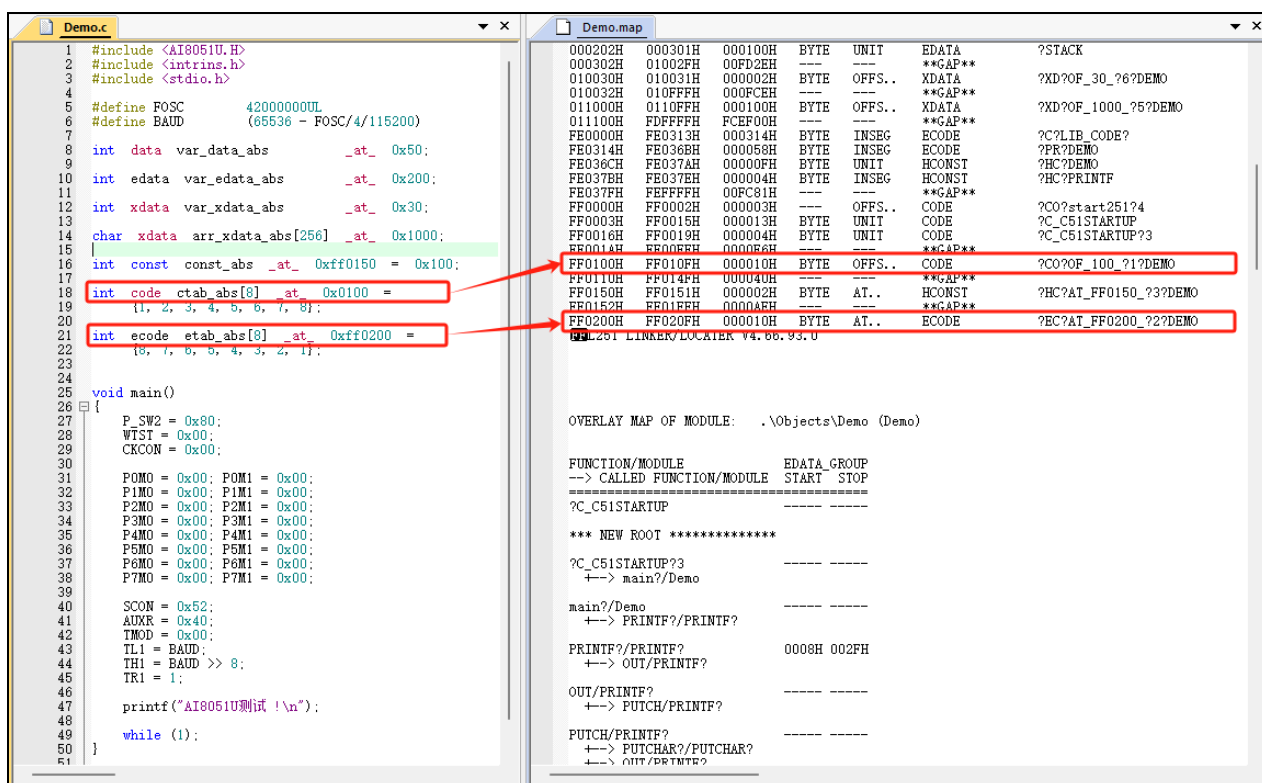 Demo.c
1 #include <AI8051U.H>
2 #include <intrins.h>
3 #include <stdio.h>
4
5 #define FOSC 42000000UL
6 #define BAUD (65536 - FOSC/4/115200)
7
8 int data var_data_abs _at_ 0x50;
9
10 int edata var_edata_abs _at_ 0x200;
11
12 int xdata var_xdata_abs _at_ 0x30;
13
14 char xdata arr_xdata_abs[256] _at_ 0x1000;
15
16 int const const_abs _at_ 0xff0150 = 0x100;
17
18 int code ctab_abs[8] _at_ 0x0100 =
19 {1, 2, 3, 4, 5, 6, 7, 8};
20
21 int ecode etab_abs[8] _at_ 0xff0200 =
22 {8, 7, 6, 5, 4, 3, 2, 1};
23
24
25 void main()
26 {
27 P_SW2 = 0x80;
28 WTST = 0x00;
29 CKCON = 0x00;
30
31 P0M0 = 0x00; P0M1 = 0x00;
32 P1M0 = 0x00; P1M1 = 0x00;
33 P2M0 = 0x00; P2M1 = 0x00;
34 P3M0 = 0x00; P3M1 = 0x00;
35 P4M0 = 0x00; P4M1 = 0x00;
36 P5M0 = 0x00; P5M1 = 0x00;
37 P6M0 = 0x00; P6M1 = 0x00;
38 P7M0 = 0x00; P7M1 = 0x00;
39
40 SCON = 0x52;
41 AUXR = 0x40;
42 TMOD = 0x00;
43 TL1 = BAUD;
44 TH1 = BAUD >> 8;
45 TR1 = 1;
46
47 printf("AI8051U测试 !\n");
48
49 while (1);
50 }
51
Demo.map
000202H 000301H 000100H BYTE UNIT EDATA ?STACK
000302H 01002FH 00FD2EH --- --- **GAP**
010030H 010031H 000002H BYTE OFFS.. XDATA ?XD?OF_30_?6?DEMO
010032H 010FFFH 000FCEH --- --- **GAP**
011000H 0110FFH 000100H BYTE OFFS.. XDATA ?XD?OF_1000_?5?DEMO
011100H FDFFFFH FCEF00H --- --- **GAP**
FE0000H FE0313H 000314H BYTE INSEG ECODE ?C?LIB_CODE?
FE0314H FE036BH 000058H BYTE INSEG ECODE ?PR?DEMO
FE036CH FE037AH 00000FH BYTE UNIT HCONST ?HC?DEMO
FE037BH FE037EH 000004H BYTE INSEG HCONST ?HC?PRINTF
FE037FH FEFFFFH 00FC81H --- --- **GAP**
FF0000H FF0002H 000003H --- OFFS.. CODE ?CO?start251?4
FF0003H FF0015H 000013H BYTE UNIT CODE ?C_C51STARTUP
FF0016H FF0019H 000004H BYTE UNIT CODE ?C_C51STARTUP?3
FF001AH FF00FFH 0000E6H --- --- **GAP**
FF0100H FF010FH 000010H BYTE OFFS.. CODE ?CO?OF_100_?1?DEMO
FF0110H FF014FH 000040H --- --- **GAP**
FF0150H FF0151H 000002H BYTE AT.. HCONST ?HC?AT_FF0150_?3?DEMO
FF0152H FF01FFH 0000AEH --- --- **GAP**
FF0200H FF020FH 000010H BYTE AT.. ECODE ?EC?AT_FF0200_?2?DEMO
FF L251 LINKER/LOCATER V4.66.93.0
OVERLAY MAP OF MODULE: .\Objects\Demo (Demo)
FUNCTION/MODULE EDATA_GROUP
--> CALLED FUNCTION/MODULE START STOP
=======================================
?C_C51STARTUP ----- -----
*** NEW ROOT **************
?C_C51STARTUP?3 ----- -----
+--> main?/Demo
main?/Demo ----- -----
+--> PRINTF?/PRINTF?
PRINTF?/PRINTF? 0008H 002FH
+--> OUT/PRINTF?
OUT/PRINTF? ----- -----
+--> PUTCH/PRINTF?
PUTCH/PRINTF? ----- -----
+--> PUTCHAR?/PUTCHAR?
+--> OUT/PRINTF?